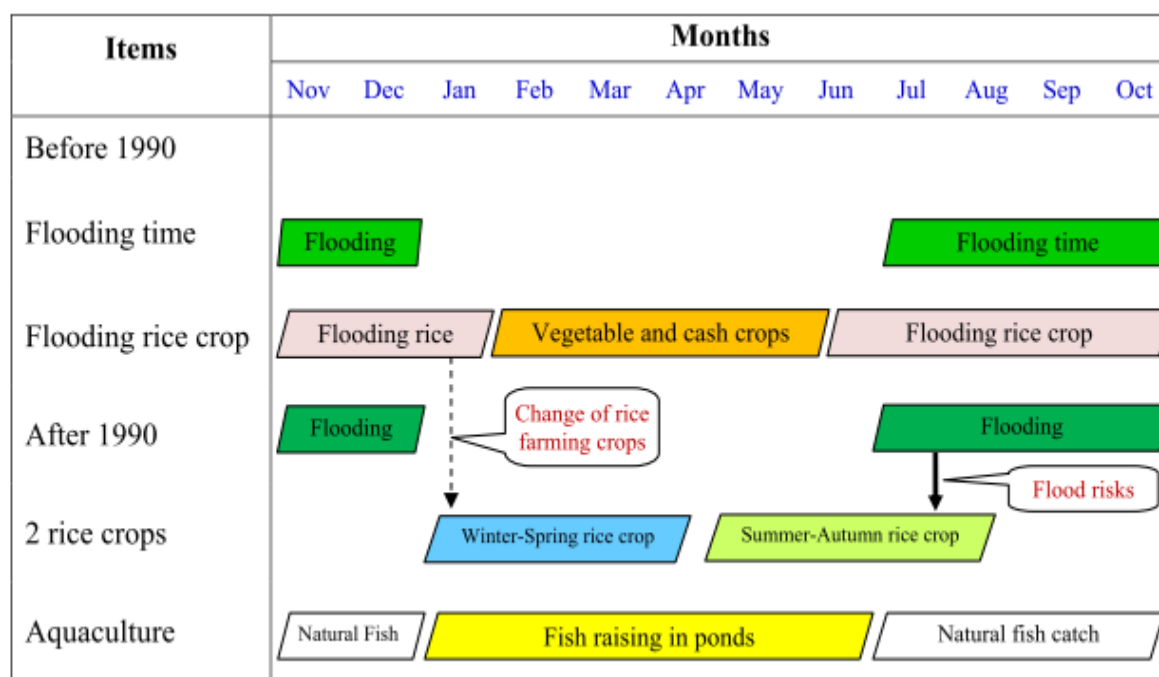 Items
Months
Nov Dec Jan Feb Mar Apr May Jun Jul Aug Sep Oct
Before 1990
Flooding time
Flooding
Flooding time
Flooding rice crop
Flooding rice
Vegetable and cash crops
Flooding rice crop
After 1990
Flooding
Change of rice
farming crops
Flooding
Flood risks
2 rice crops
Winter-Spring rice crop
Summer-Autumn rice crop
Aquaculture
Natural Fish
Fish raising in ponds
Natural fish catch